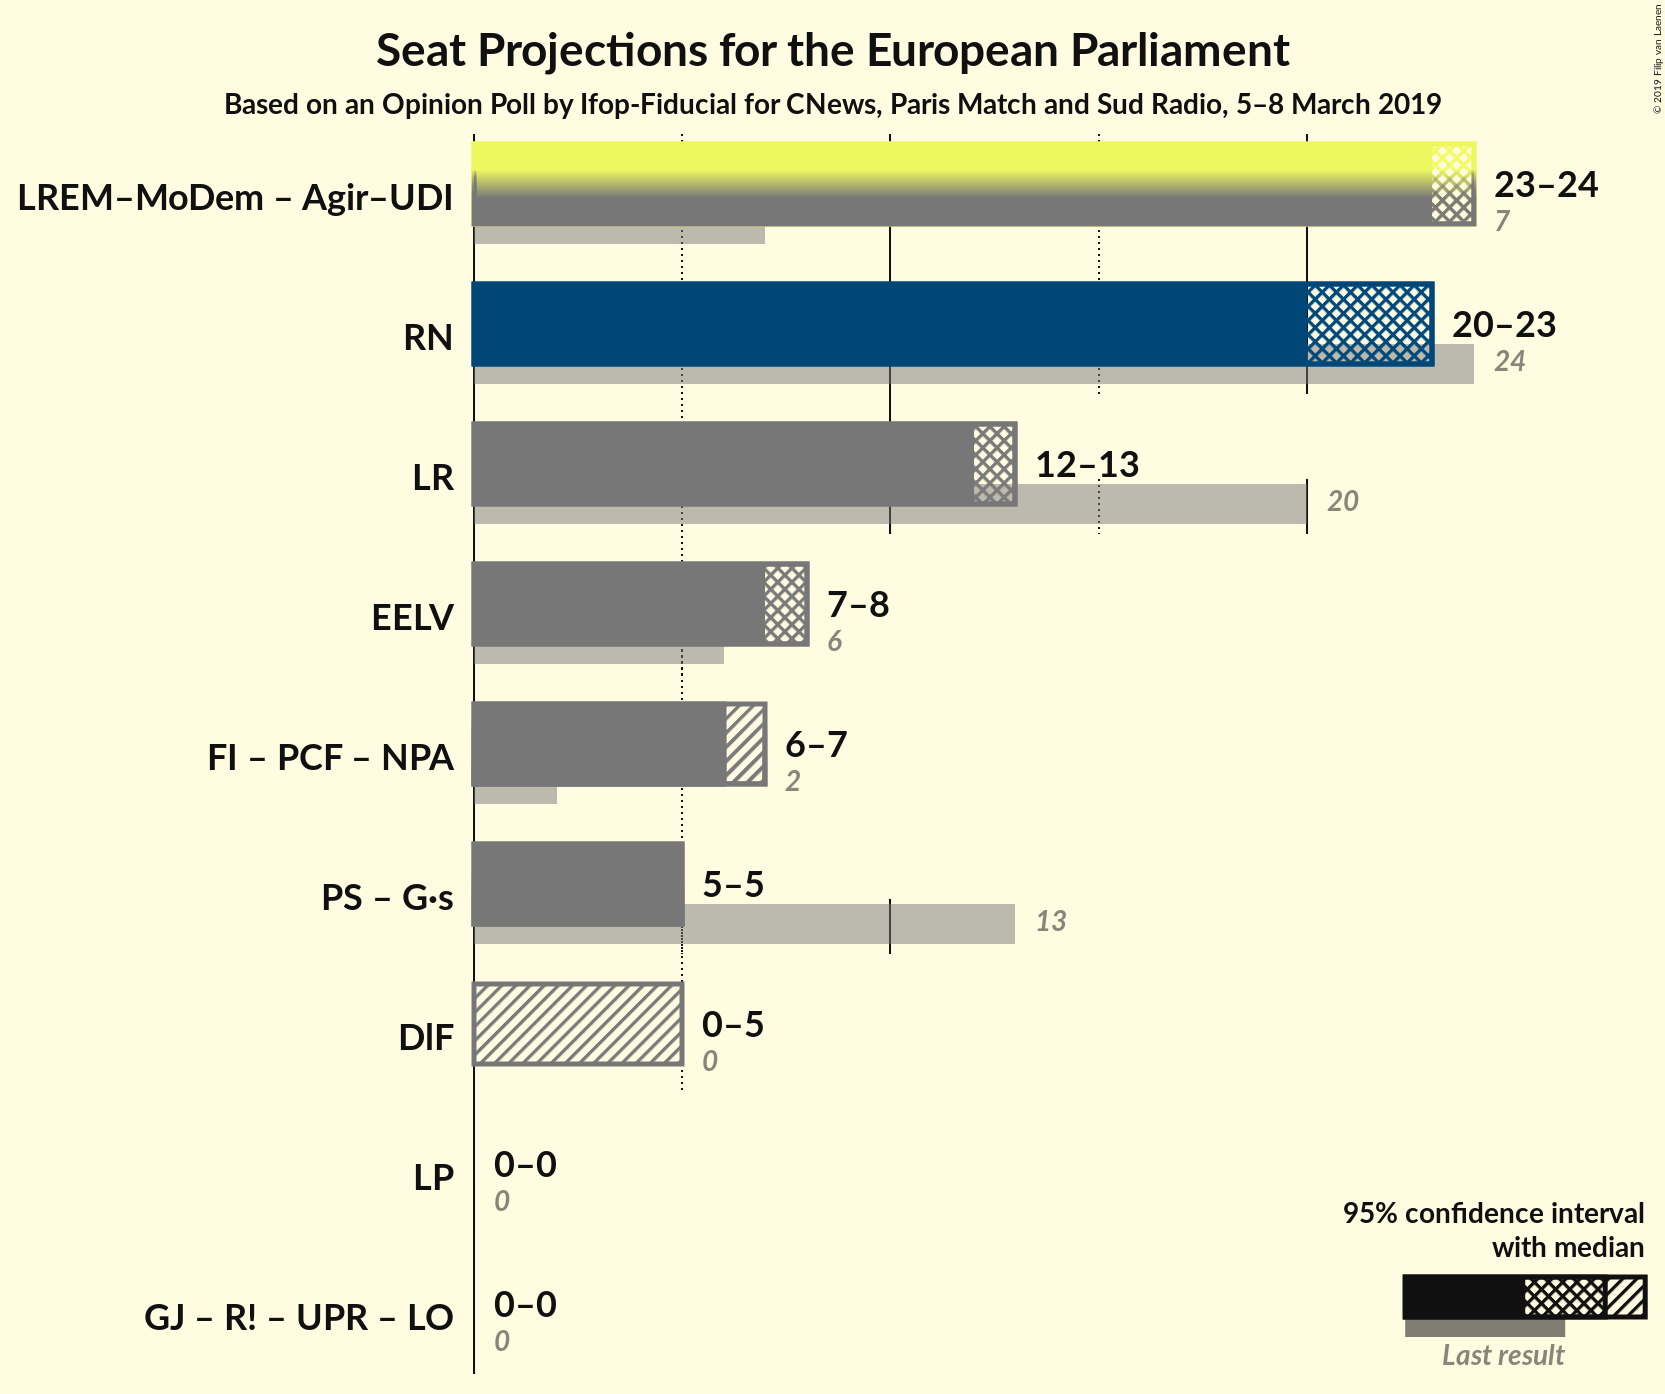 Seat Projections for the European Parliament
Based on an Opinion Poll by Ifop-Fiducial for CNews, Paris Match and Sud Radio, 5–8 March 2019
© 2019 Filip van Laenen
LREM–MoDem – Agir–UDI
23–24
7
RN
20–23
24
LR
12–13
20
EELV
7–8
6
FI – PCF – NPA
6–7
2
PS – G·s
5–5
13
DlF
0–5
0
LP
0–0
0
GJ – R! – UPR – LO
0–0
0
95% confidence interval
with median
Last result